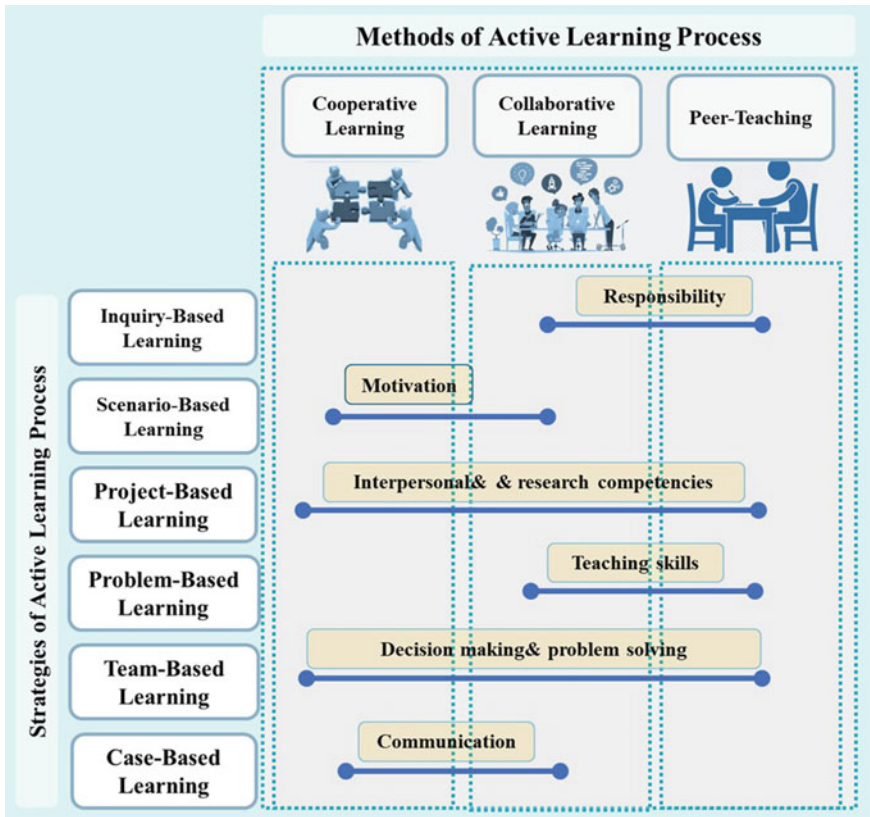 Methods of Active Learning Process
Cooperative
Learning
Collaborative
Learning
Peer-Teaching
Strategies of Active Learning Process
Inquiry-Based
Learning
Responsibility
Scenario-Based
Learning
Motivation
Project-Based
Learning
Interpersonal& & research competencies
Problem-Based
Learning
Teaching skills
Team-Based
Learning
Decision making& problem solving
Case-Based
Learning
Communication